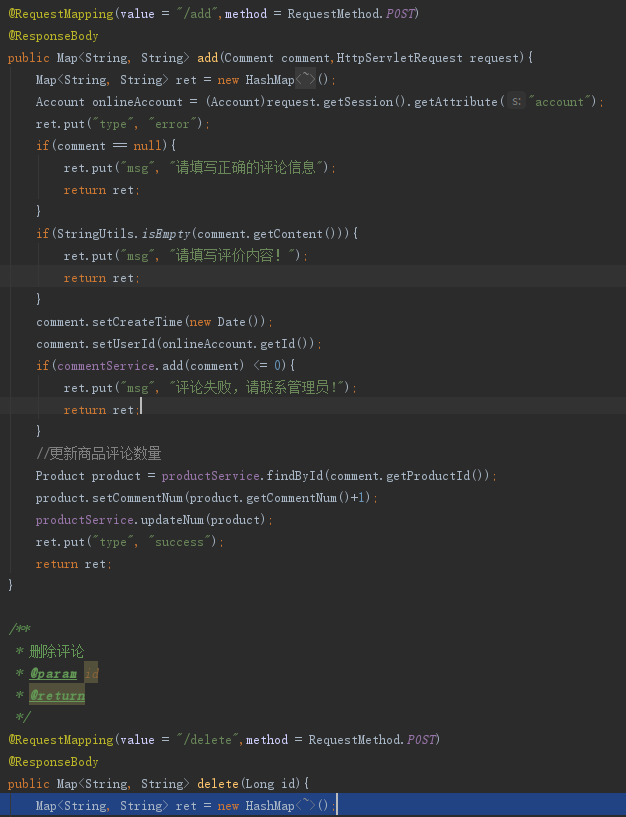 @RequestMapping(value = "/add",method = RequestMethod.POST)
@ResponseBody
public Map<String, String> add(Comment comment,HttpServletRequest request){
Map<String, String> ret = new HashMap<~>();
Account onlineAccount = (Account)request.getSession().getAttribute( s: "account");
ret.put("type", "error");
if(comment == null){
ret.put("msg", "请填写正确的评论信息");
return ret;
}
if(StringUtils.isEmpty(comment.getContent())){
ret.put("msg", "请填写评价内容！");
return ret;
}
comment.setCreateTime(new Date());
comment.setUserId(onlineAccount.getId());
if(commentService.add(comment) <= 0){
ret.put("msg", "评论失败，请联系管理员!");
return ret;
}
//更新商品评论数量
Product product = productService.findById(comment.getProductId());
product.setCommentNum(product.getCommentNum()+1);
productService.updateNum(product);
ret.put("type", "success");
return ret;
}
/**
* 删除评论
* @param id
* @return
*/
@RequestMapping(value = "/delete",method = RequestMethod.POST)
@ResponseBody
public Map<String, String> delete(Long id){
Map<String, String> ret = new HashMap<~>();